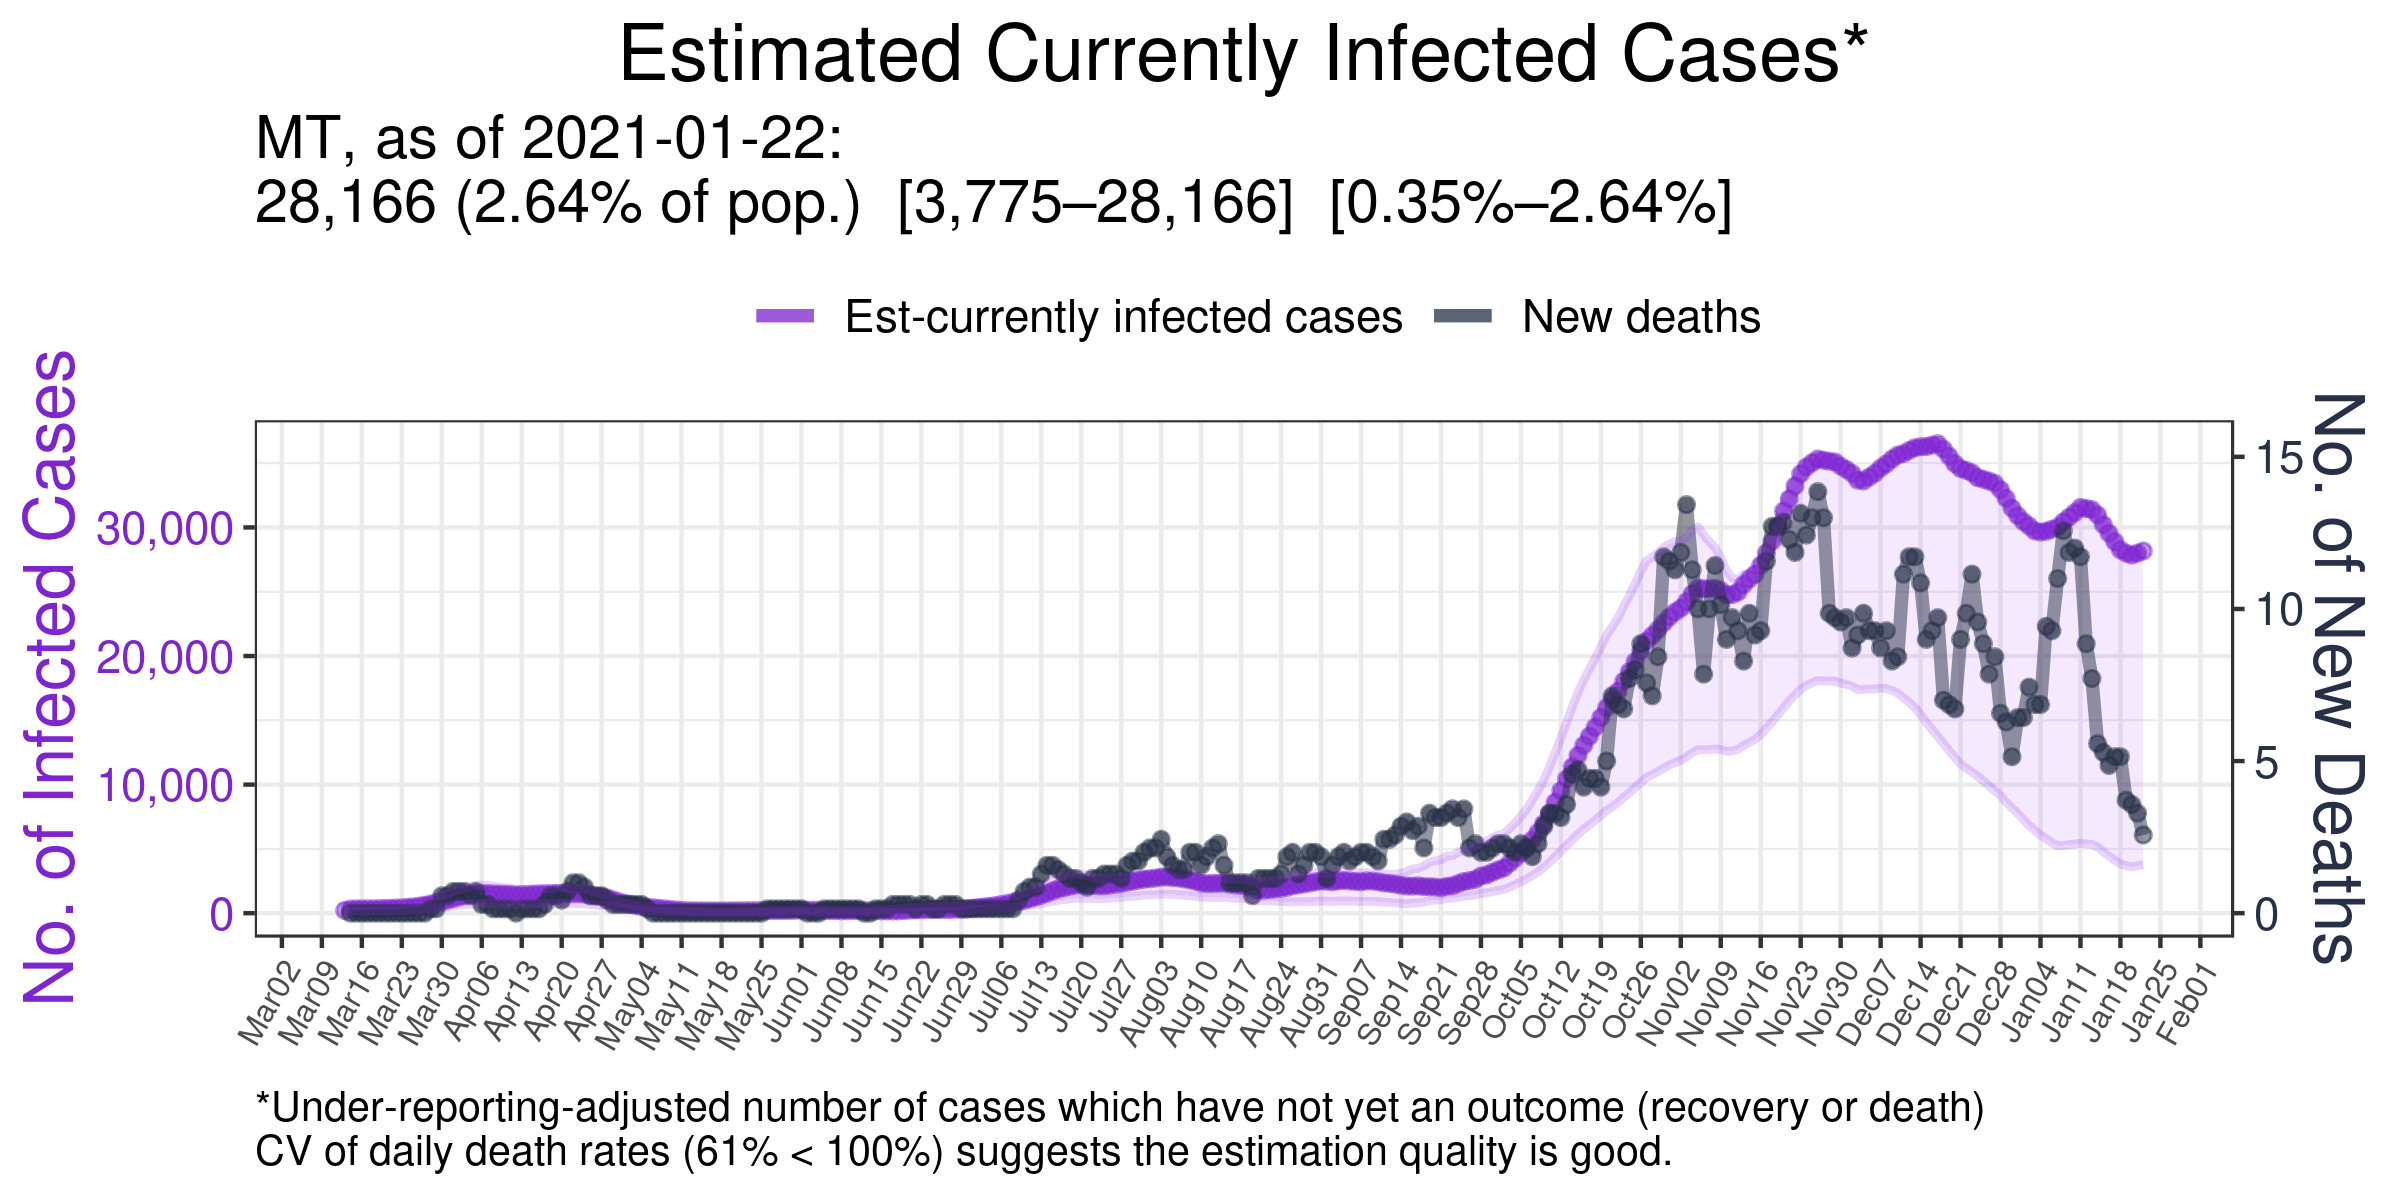 Estimated Currently Infected Cases*
MT, as of 2021-01-22:
28,166 (2.64% of pop.)  [3,775–28,166]  [0.35%–2.64%]
Est-currently infected cases
New deaths
No. of Infected Cases
30,000
20,000
10,000
0
15
10
5
0
No. of New Deaths
Mar02
Mar09
Mar16
Mar23
Mar30
Apr06
Apr13
Apr20
Apr27
May04
May11
May18
May25
Jun01
Jun08
Jun15
Jun22
Jun29
Jul06
Jul13
Jul20
Jul27
Aug03
Aug10
Aug17
Aug24
Aug31
Sep07
Sep14
Sep21
Sep28
Oct05
Oct12
Oct19
Oct26
Nov02
Nov09
Nov16
Nov23
Nov30
Dec07
Dec14
Dec21
Dec28
Jan04
Jan11
Jan18
Jan25
Feb01
*Under-reporting-adjusted number of cases which have not yet an outcome (recovery or death)
CV of daily death rates (61% < 100%) suggests the estimation quality is good.